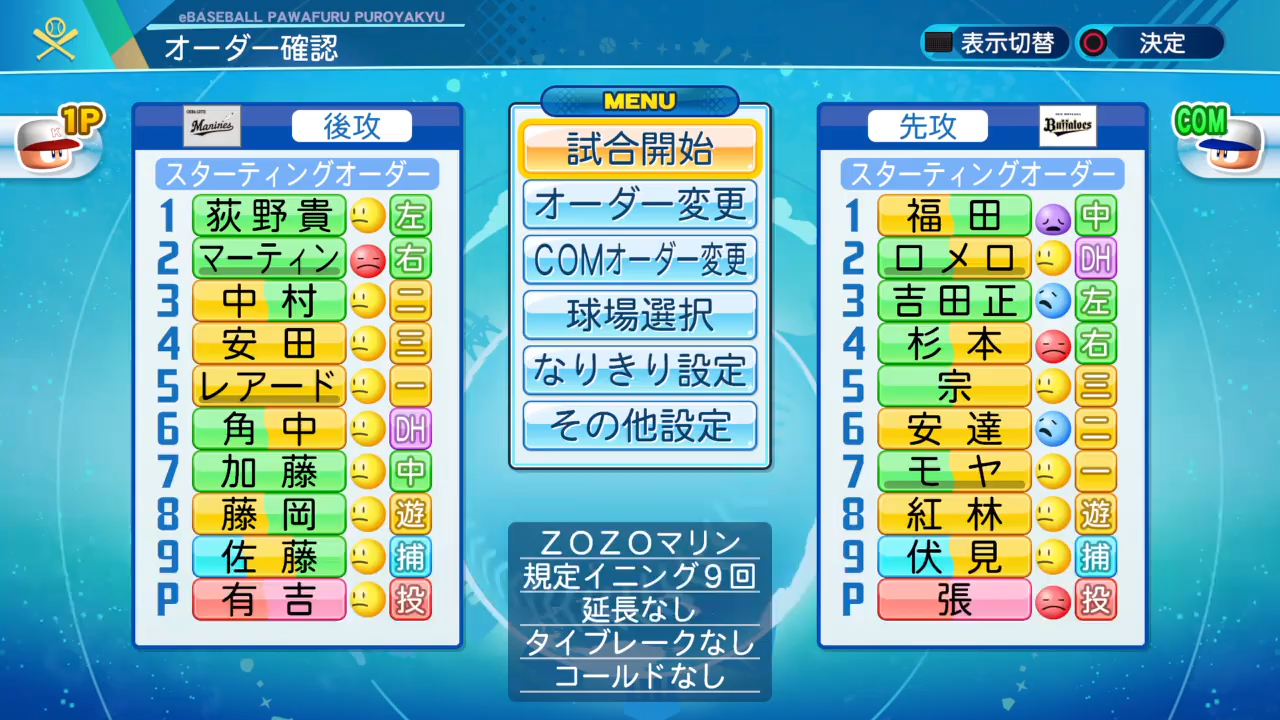 eBASEBALL PAWAFURU PUROYAKYU
オーダー確認
表示切替
決定
1P
Marines
後攻
スターティングオーダー
1 荻野貴 左
2 マーティン 右
3 中村 二
4 安田 三
5 レアード 一
6 角中 DH
7 加藤 中
8 藤岡 遊
9 佐藤 捕
P 有吉 投
MENU
試合開始
オーダー変更
COMオーダー変更
球場選択
なりきり設定
その他設定
ZOZOマリン
規定イニング9回
延長なし
タイブレークなし
コールドなし
COM
先攻
Buffaloes
スターティングオーダー
1 福田 中
2 ロメロ DH
3 吉田正 左
4 杉本 右
5 宗 三
6 安達 二
7 モヤ 一
8 紅林 遊
9 伏見 捕
P 張 投